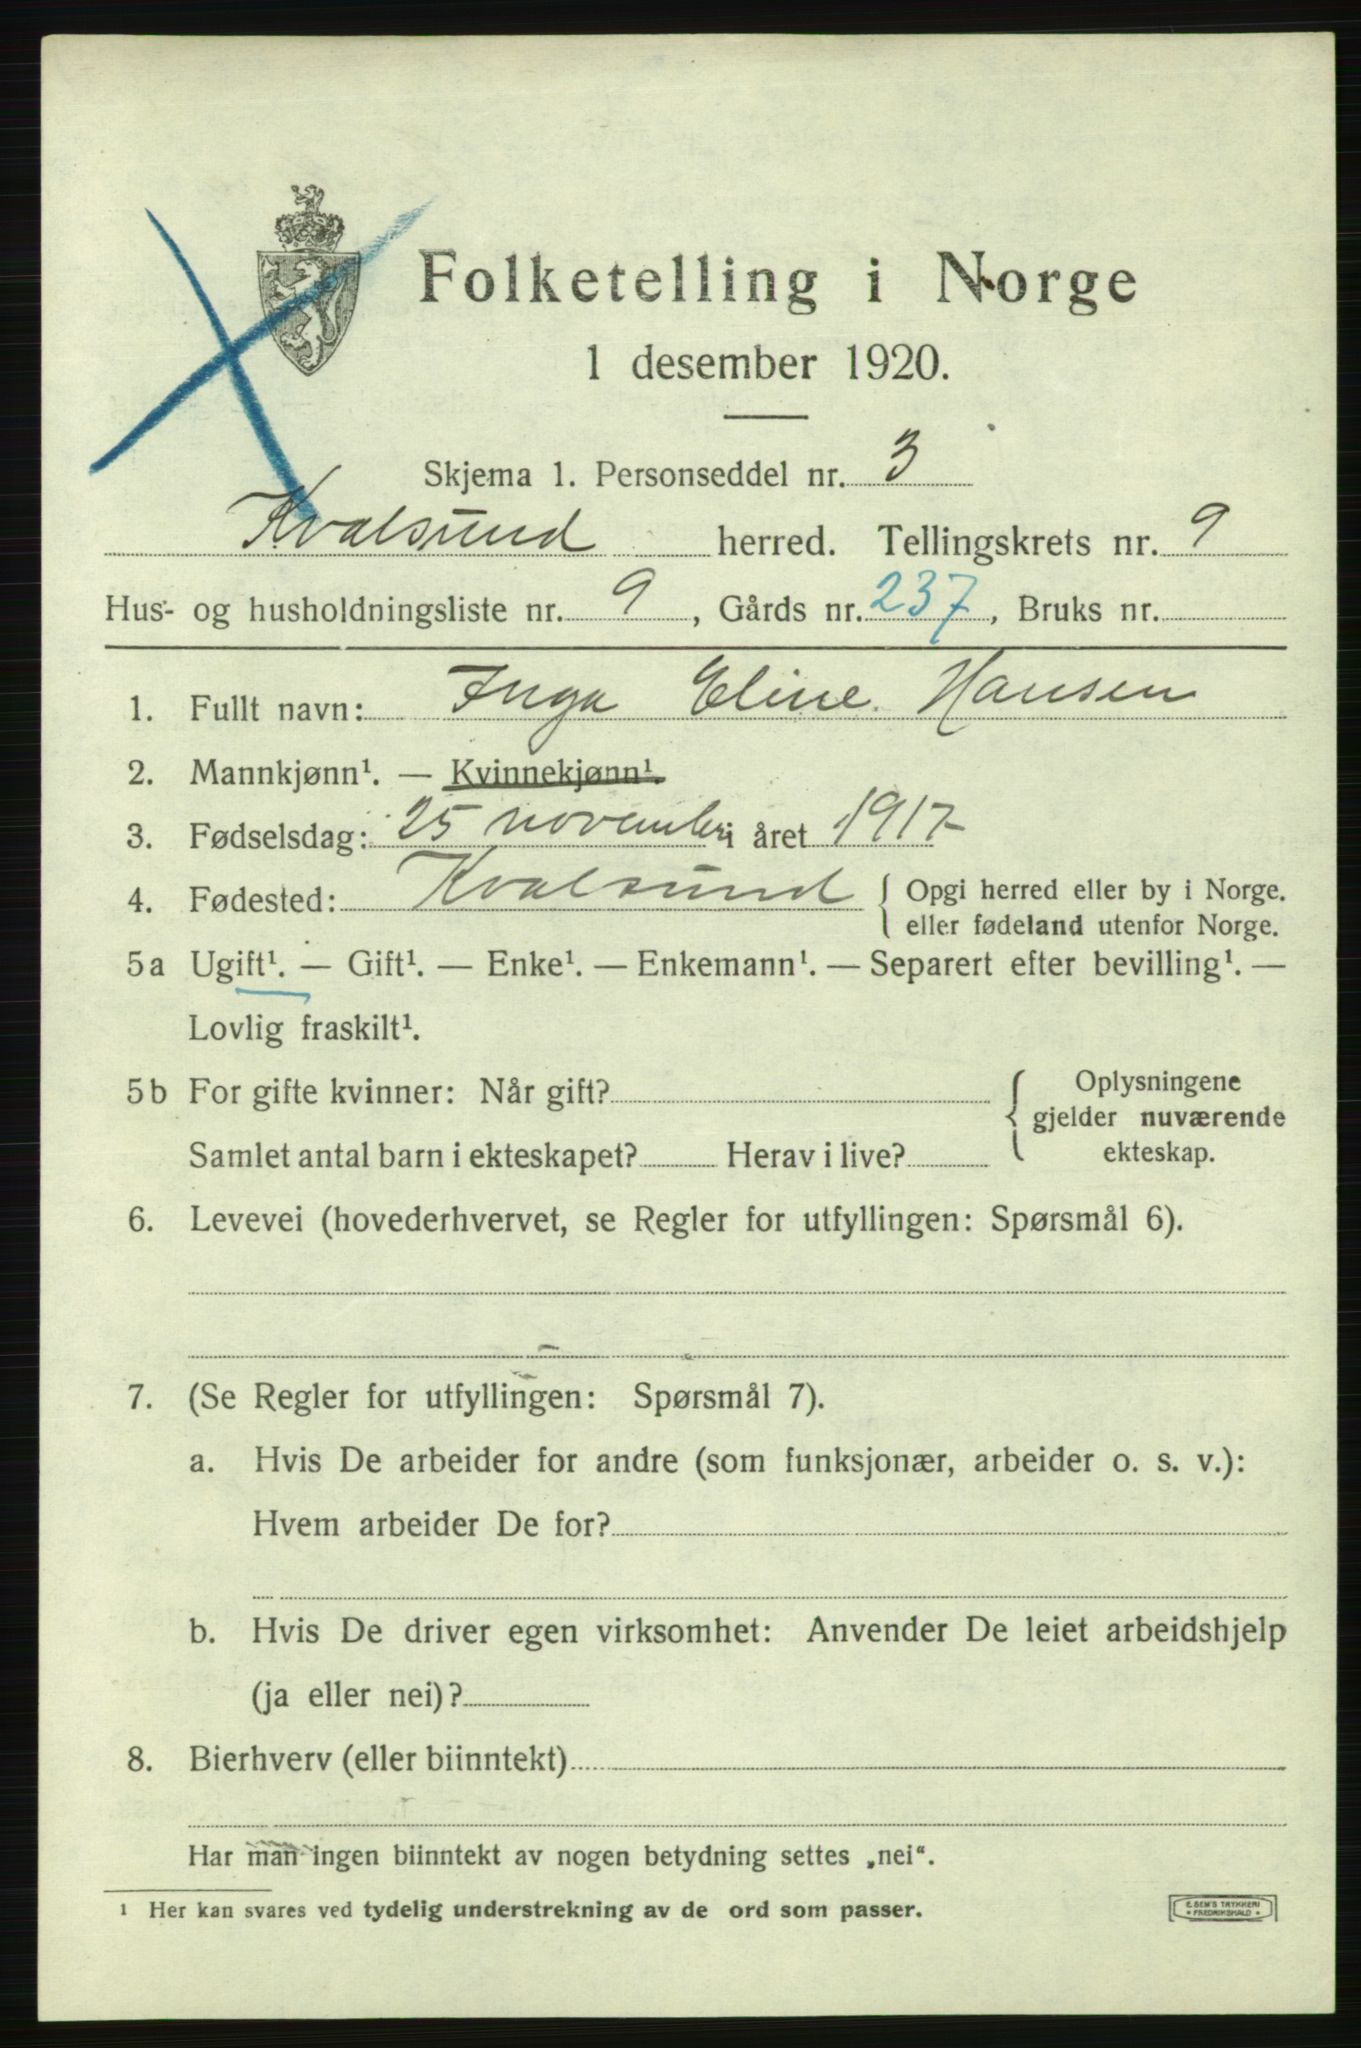 Folketelling i Norge
1 desember 1920.
Skjema 1. Personseddel nr. 3
Kvalsund herred. Tellingskrets nr. 9
Hus- og husholdningsliste nr. 9, Gårds nr. 237, Bruks nr.
1. Fullt navn: Inga Eline Hansen
2. Mannkjønn¹. — Kvinnekjønn¹.
3. Fødselsdag: 25 november i året 1917
4. Fødested: Kvalsund { Opgi herred eller by i Norge.
eller fødeland utenfor Norge.
5a Ugift¹. — Gift¹. — Enke¹. — Enkemann¹. — Separert efter bevilling¹. —
Lovlig fraskilt¹.
5b For gifte kvinner: Når gift? { Oplysningene
gjelder nuværende
Samlet antal barn i ekteskapet? Herav i live? ekteskap.
6. Levevei (hovederhvervet, se Regler for utfyllingen: Spørsmål 6).
7. (Se Regler for utfyllingen: Spørsmål 7).
a. Hvis De arbeider for andre (som funksjonær, arbeider o. s. v.):
Hvem arbeider De for?
b. Hvis De driver egen virksomhet: Anvender De leiet arbeidshjelp
(ja eller nei)?
8. Bierhverv (eller biinntekt)
Har man ingen biinntekt av nogen betydning settes „nei“.
¹ Her kan svares ved tydelig understrekning av de ord som passer.
E. SEM'S TRYKKERI
• FREDRIKSHALD •